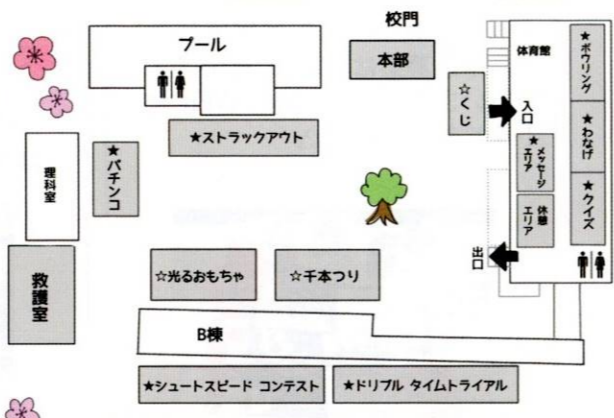 校門
プール
本部
体育館
★ボウリング
☆くじ
入口
★ストラックアウト
★わなげ
★パチンコ
★メッセージ
エリア
理科室
★クイズ
休憩
エリア
出口
救護室
☆光るおもちゃ
☆千本つり
B棟
★シュートスピード コンテスト
★ドリブル タイムトライアル